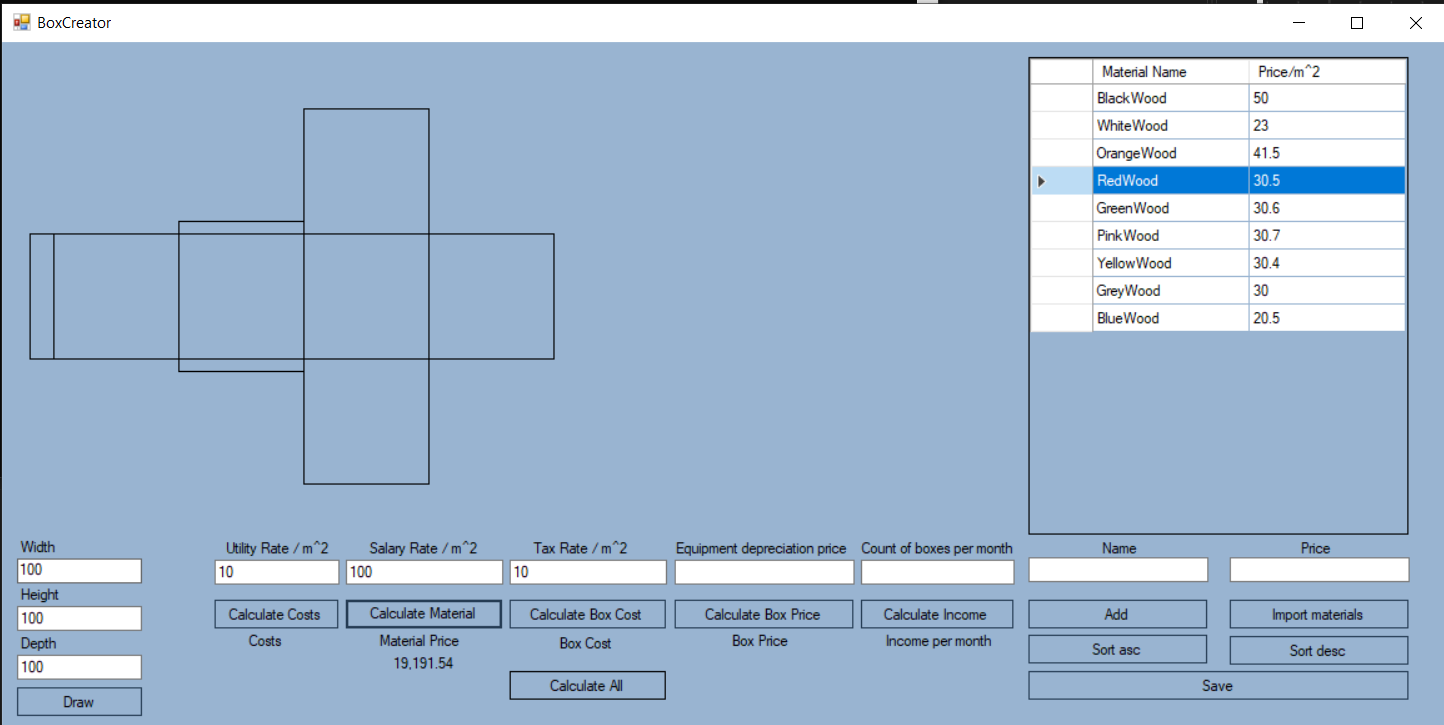 BoxCreator
Material Name Price/m^2
BlackWood 50
WhiteWood 23
OrangeWood 41.5
RedWood 30.5
GreenWood 30.6
PinkWood 30.7
YellowWood 30.4
GreyWood 30
BlueWood 20.5
Width
100
Height
100
Depth
100
Draw
Utility Rate / m^2 Salary Rate / m^2 Tax Rate / m^2 Equipment depreciation price Count of boxes per month
10 100 10
Calculate Costs Calculate Material Calculate Box Cost Calculate Box Price Calculate Income
Costs Material Price Box Cost Box Price Income per month
19,191.54
Calculate All
Name Price
Add Import materials
Sort asc Sort desc
Save